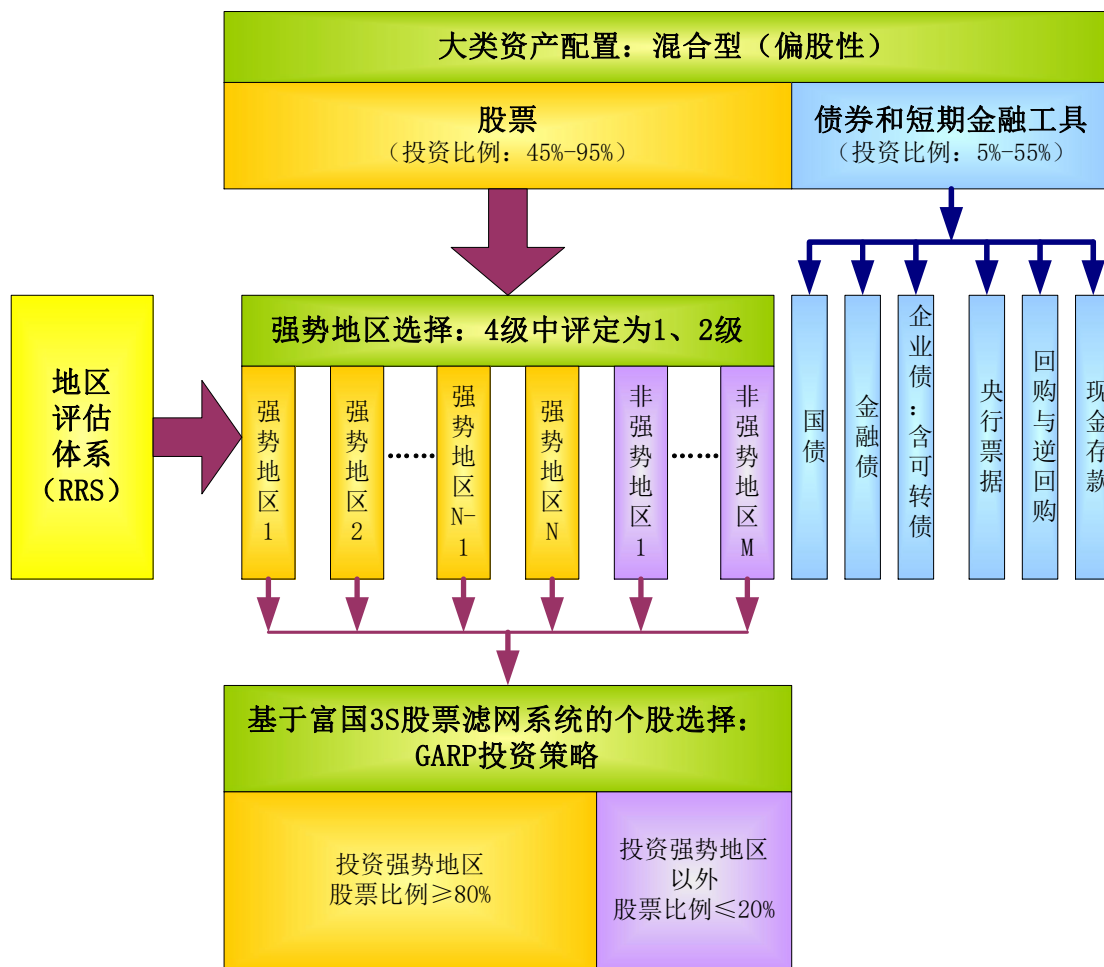 大类资产配置：混合型（偏股性）
股票
（投资比例：45%-95%）
债券和短期金融工具
（投资比例：5%-55%）
地区
评估
体系
（RRS）
强势地区选择：4级中评定为1、2级
强势地区1
强势地区2
……
强势地区N-1
强势地区N
非强势地区1
……
非强势地区M
国债
金融债
企业债：含可转债
央行票据
回购与逆回购
现金存款
基于富国3S股票滤网系统的个股选择：
GARP投资策略
投资强势地区
股票比例≥80%
投资强势地区
以外
股票比例≤20%